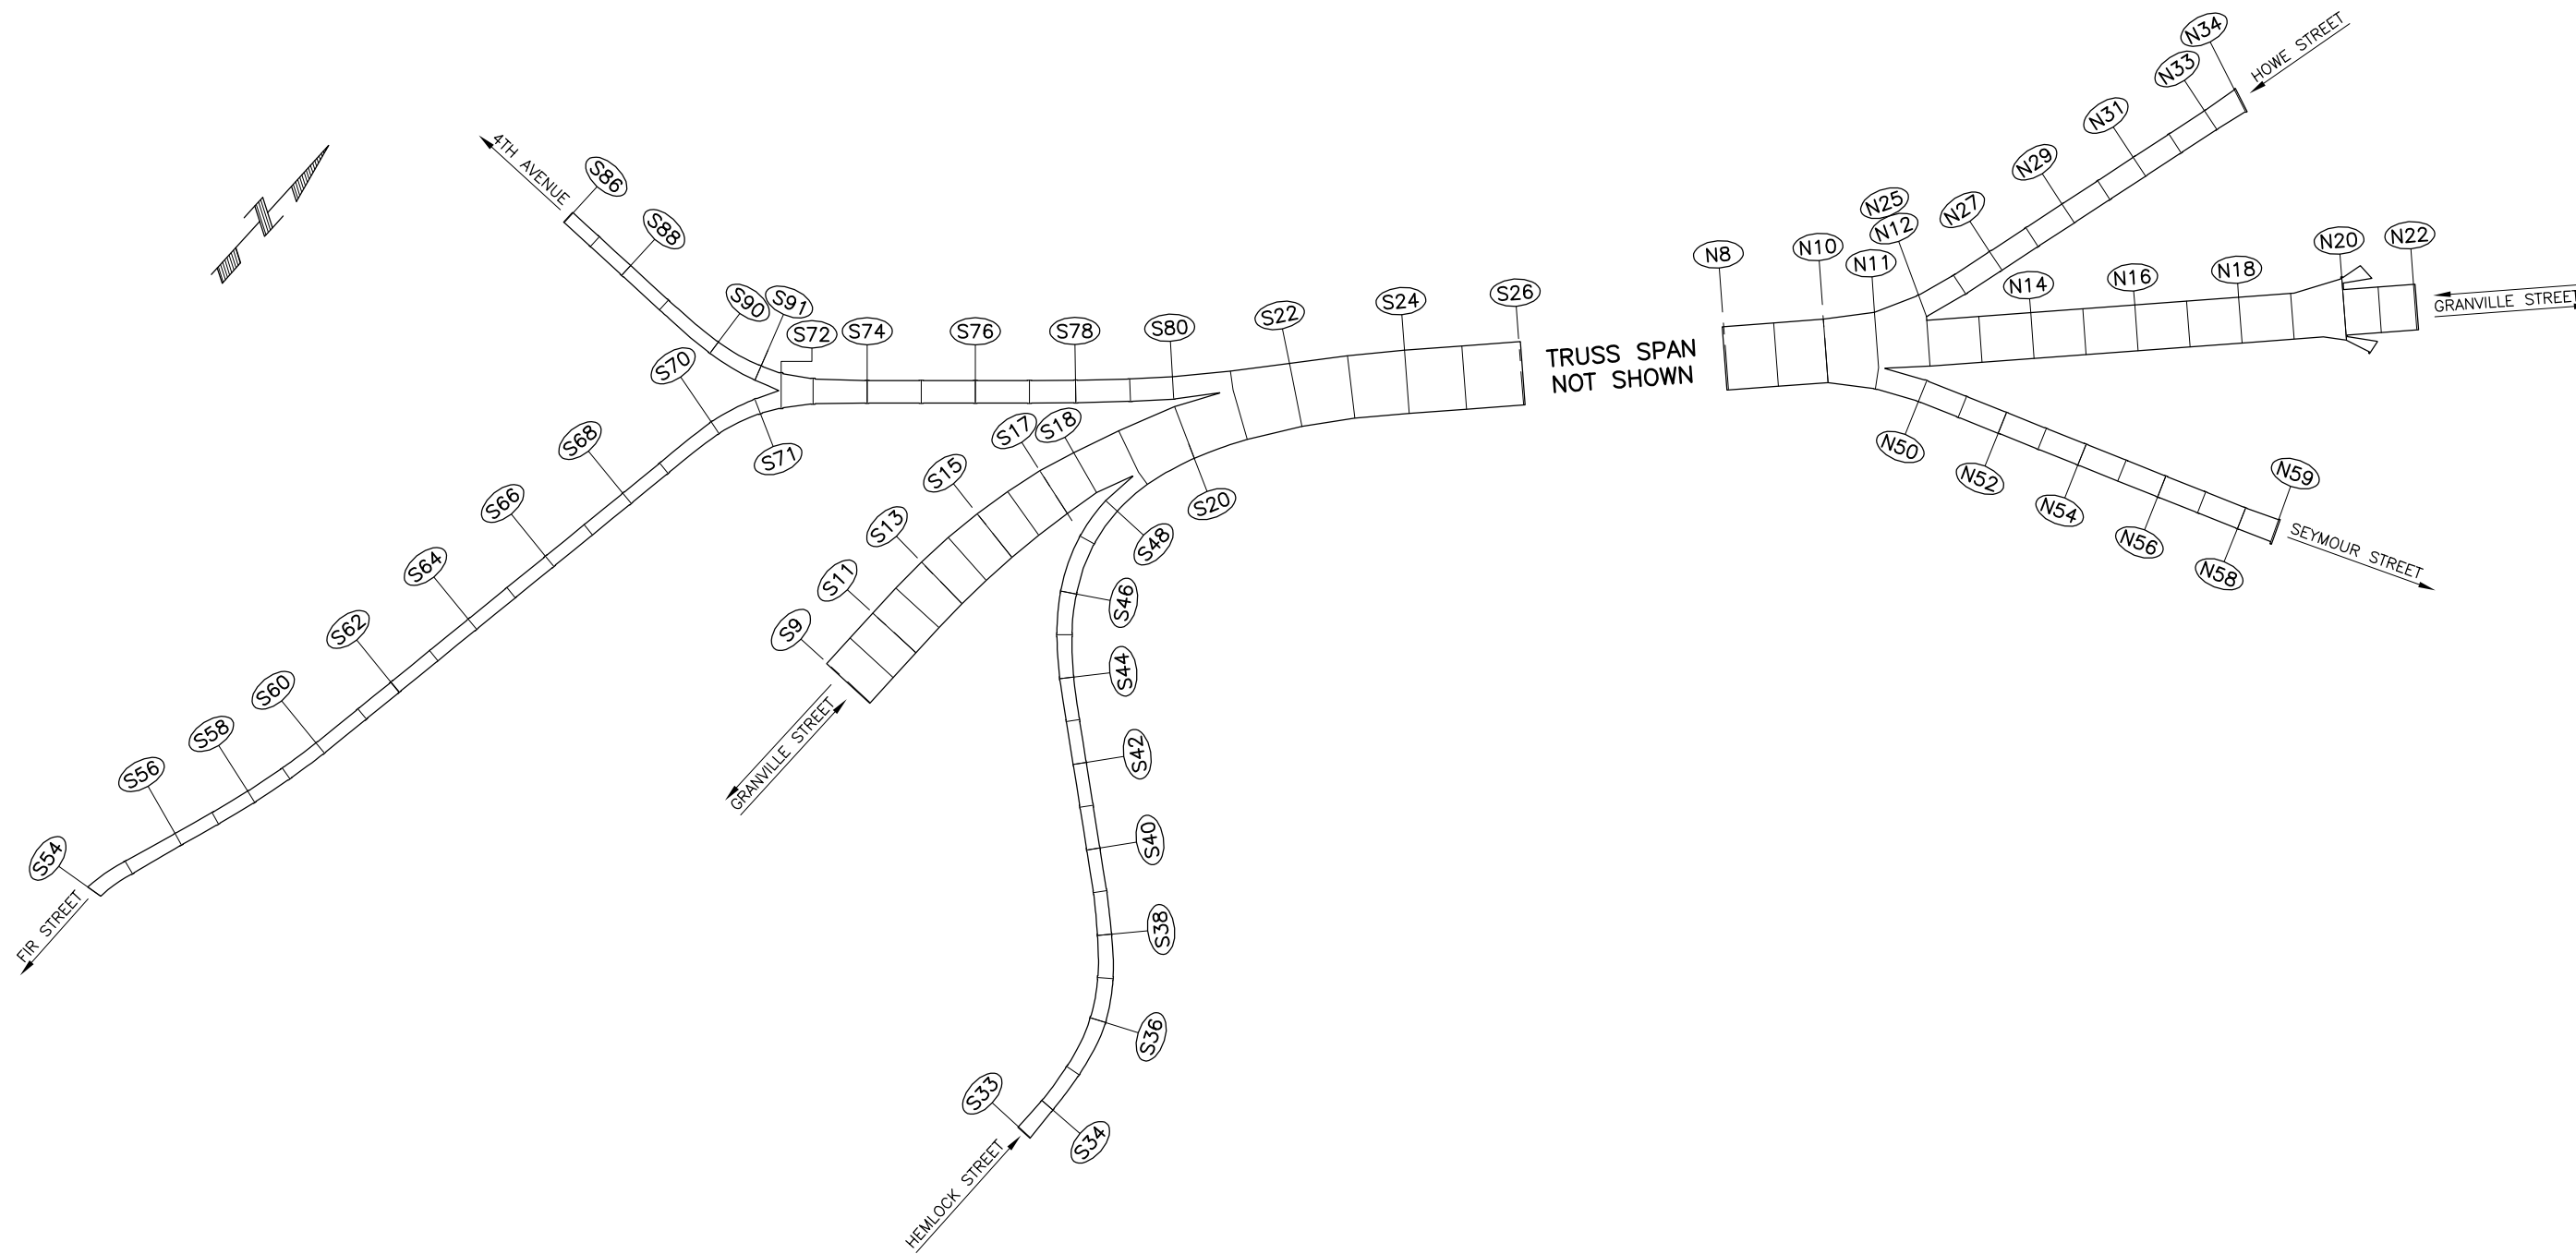 4TH AVENUE
S86
S88
S90
S91
S72
S74
S76
S78
S80
S22
S24
S26
TRUSS SPAN
NOT SHOWN
N8
N10
N11
N25
N12
N27
N29
N31
N33
N34
HOWE STREET
N14
N16
N18
N20
N22
GRANVILLE STREET
N50
N52
N54
N56
N58
N59
SEYMOUR STREET
S70
S71
S68
S66
S64
S62
S60
S58
S56
S54
FIR STREET
S18
S17
S15
S13
S11
S9
GRANVILLE STREET
S20
S48
S46
S44
S42
S40
S38
S36
S34
S33
HEMLOCK STREET